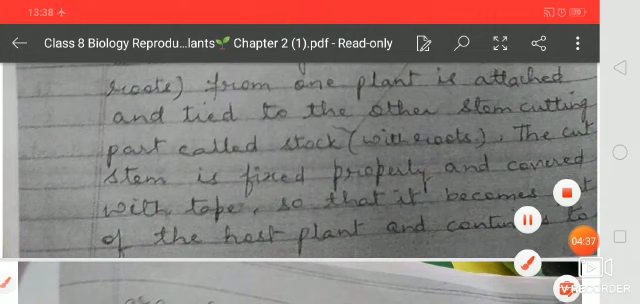 13:38
Class 8 Biology Reprodu...lants🌱 Chapter 2 (1).pdf - Read-only
roots) from one plant is attached
and tied to the other stem cutting
part called stock (with roots). The cut
stem is fixed properly and covered
with tape, so that it becomes
of the host plant and to
04:37
RECORDER